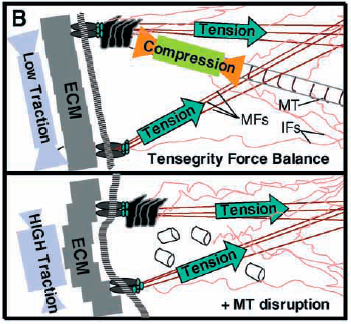 B
Tension
Compression
Low Traction
ECM
Tension
MT
MFs
IFs
Tensegrity Force Balance
HIGH Traction
ECM
Tension
Tension
+ MT disruption